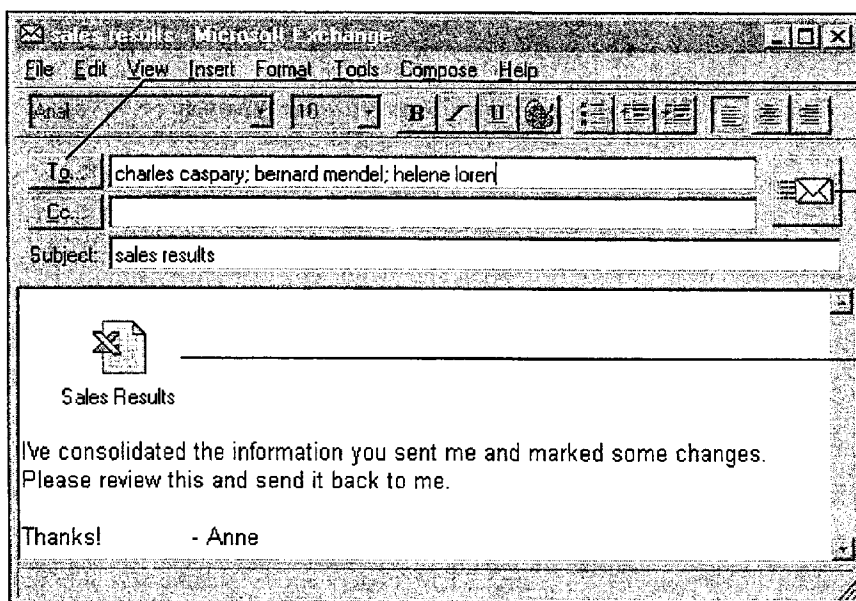 sales results - Microsoft Exchange
File Edit View Insert Format Tools Compose Help
Arial 10 B I U
To... charles caspary; bernard mendel; helene loren
Cc...
Subject: sales results
Sales Results
I've consolidated the information you sent me and marked some changes.
Please review this and send it back to me.
Thanks! - Anne